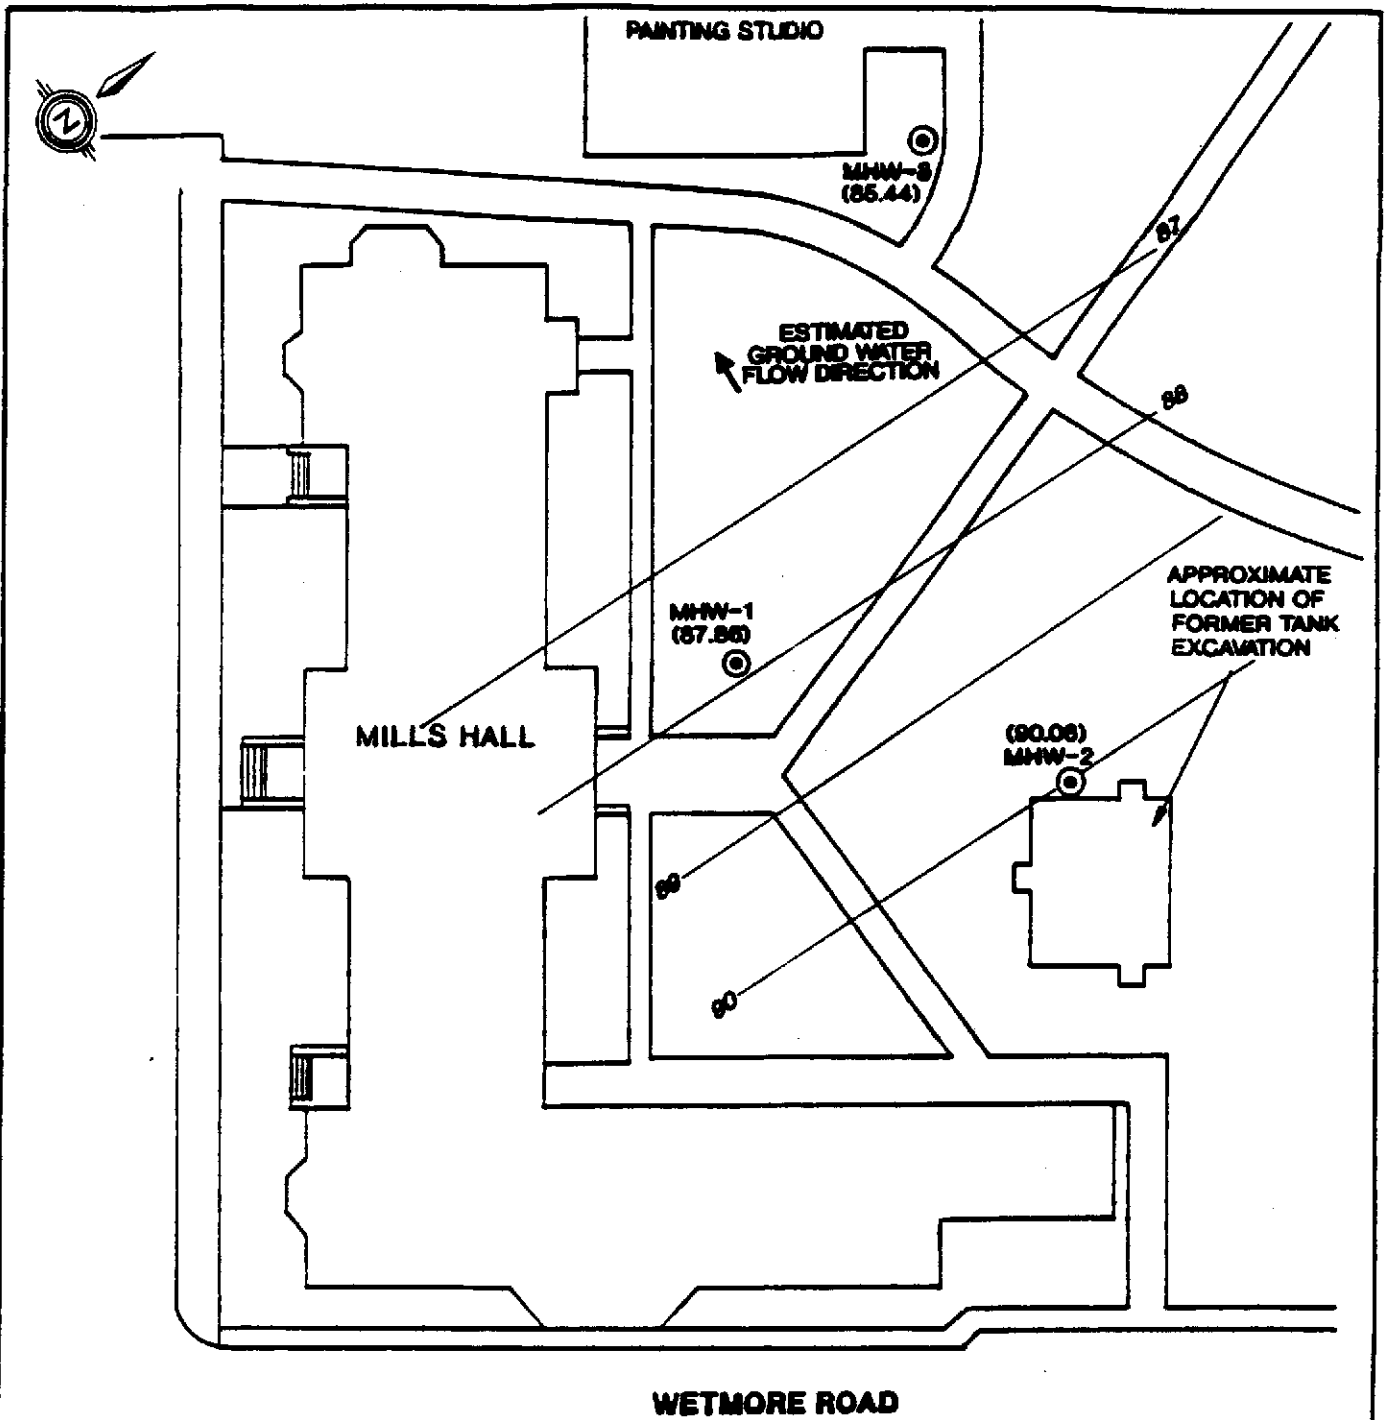 PAINTING STUDIO
N
MHW-3
(85.44)
87
ESTIMATED
GROUND WATER
FLOW DIRECTION
88
APPROXIMATE
LOCATION OF
FORMER TANK
EXCAVATION
MHW-1
(87.86)
MILLS HALL
(90.06)
MHW-2
89
90
WETMORE ROAD